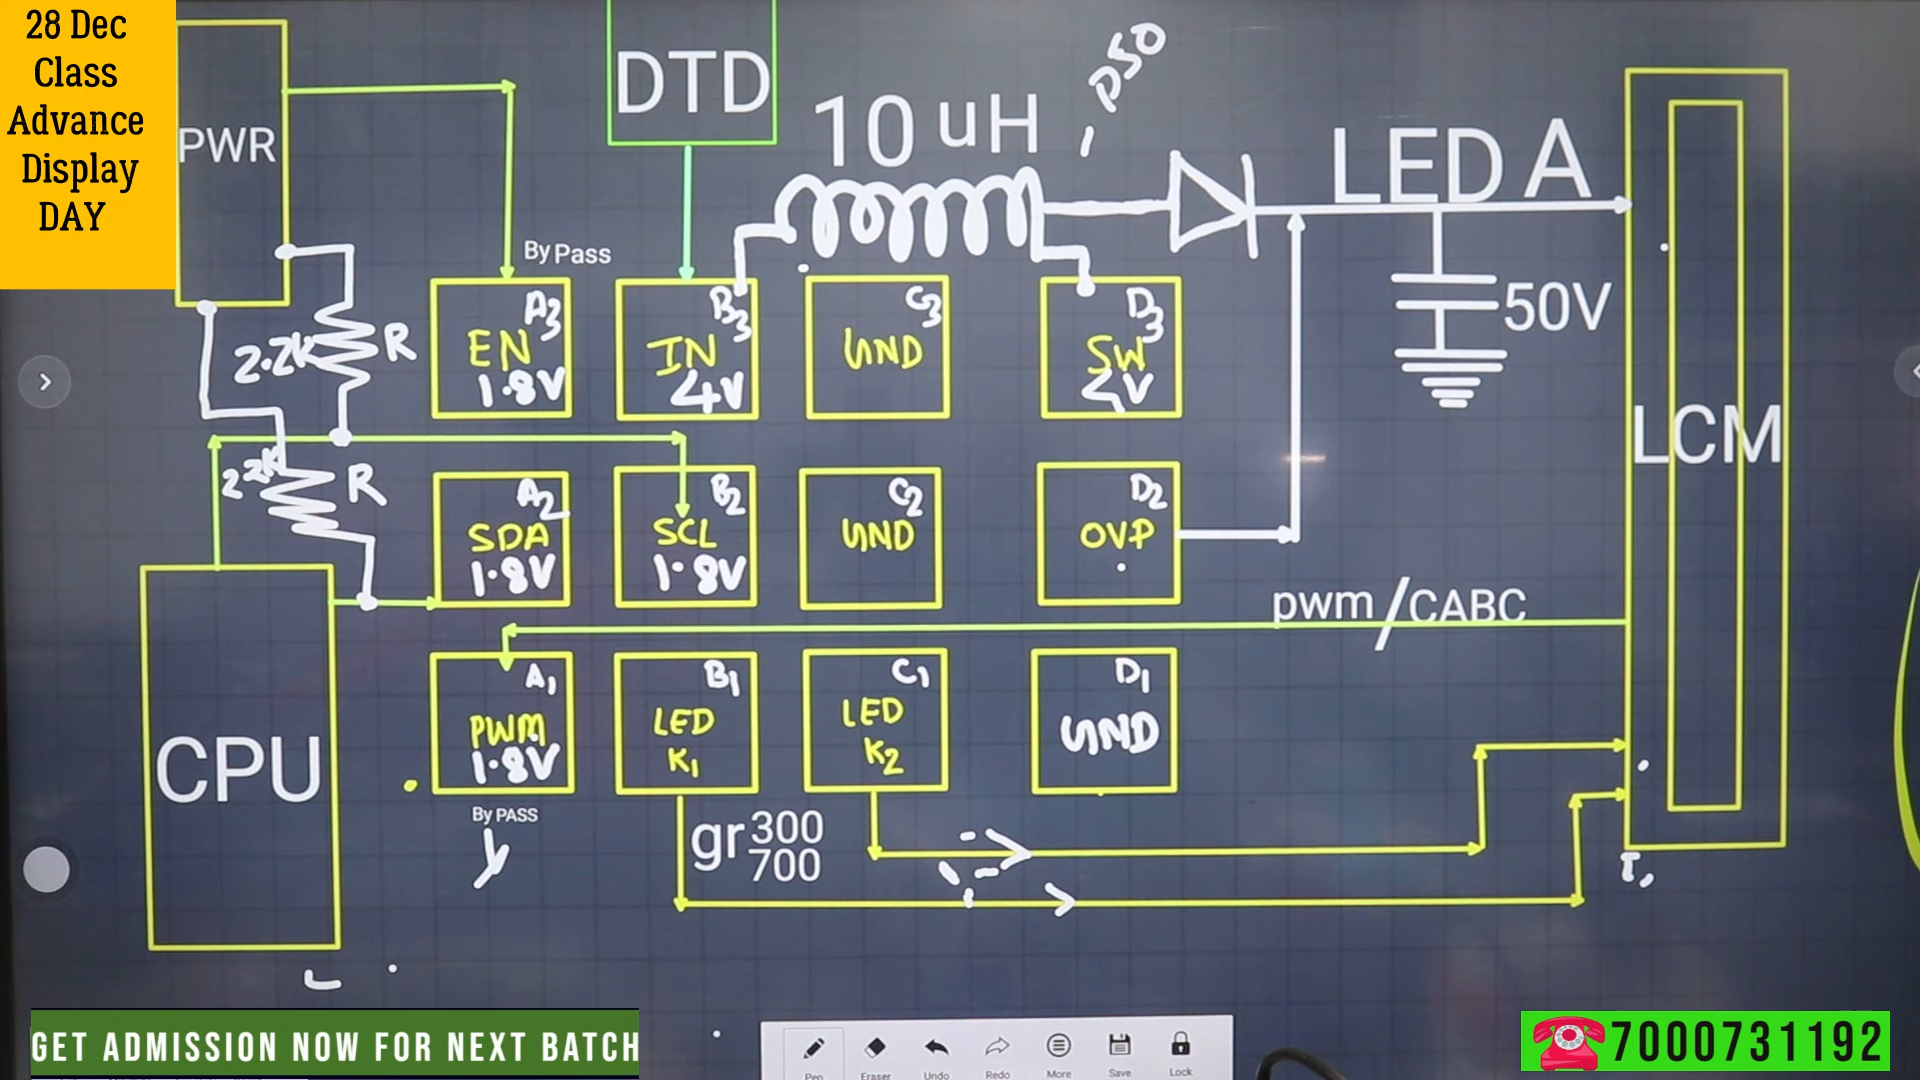 28 Dec
Class
Advance
Display
DAY
PWR
DTD
10 uH
LED A
By Pass
A3
EN
1.8V
B3
IN
4V
C3
GND
D3
SW
50V
2.2K R
LCM
2.2K R
A2
SDA
1.8V
B2
SCL
1.8V
C2
GND
D2
OVP
pwm/CABC
CPU
A1
PWM
1.8V
B1
LED
K1
C1
LED
K2
D1
GND
By PASS
gr 300
700
GET ADMISSION NOW FOR NEXT BATCH
Pen Eraser Undo Redo More Save Lock
7000731192